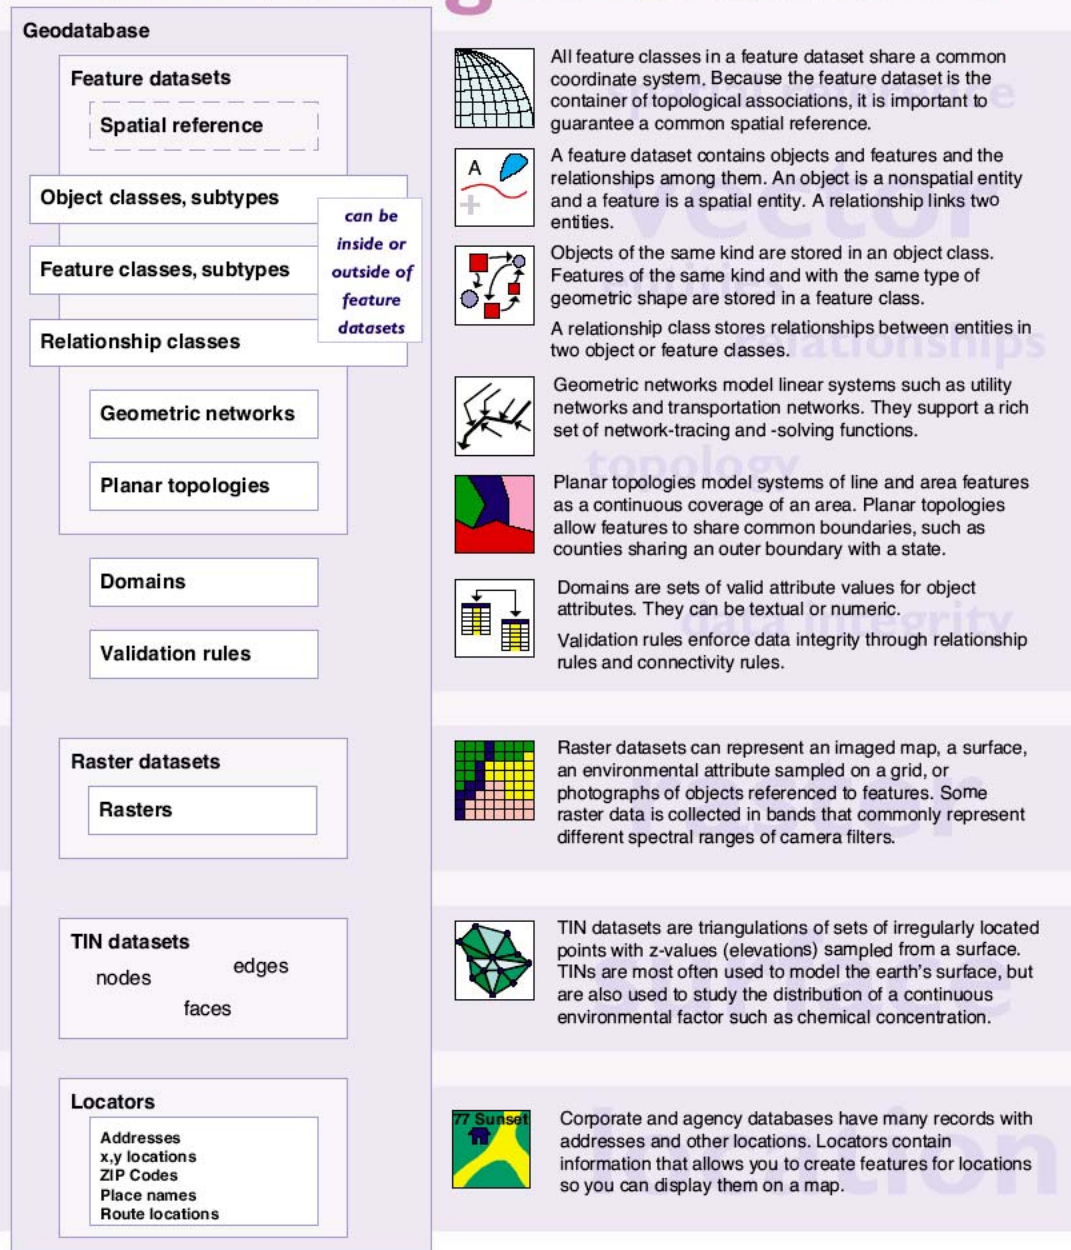 Geodatabase
Feature datasets
Spatial reference
Object classes, subtypes
can be
inside or
outside of
feature
datasets
Feature classes, subtypes
Relationship classes
Geometric networks
Planar topologies
Domains
Validation rules
Raster datasets
Rasters
TIN datasets
nodes
edges
faces
Locators
Addresses
x,y locations
ZIP Codes
Place names
Route locations
spatial reference
All feature classes in a feature dataset share a common
coordinate system. Because the feature dataset is the
container of topological associations, it is important to
guarantee a common spatial reference.
vector
A
A feature dataset contains objects and features and the
relationships among them. An object is a nonspatial entity
and a feature is a spatial entity. A relationship links two
entities.
Objects of the same kind are stored in an object class.
Features of the same kind and with the same type of
geometric shape are stored in a feature class.
relationships
A relationship class stores relationships between entities in
two object or feature classes.
Geometric networks model linear systems such as utility
networks and transportation networks. They support a rich
set of network-tracing and -solving functions.
topology
Planar topologies model systems of line and area features
as a continuous coverage of an area. Planar topologies
allow features to share common boundaries, such as
counties sharing an outer boundary with a state.
Domains are sets of valid attribute values for object
attributes. They can be textual or numeric.
data integrity
Validation rules enforce data integrity through relationship
rules and connectivity rules.
raster
Raster datasets can represent an imaged map, a surface,
an environmental attribute sampled on a grid, or
photographs of objects referenced to features. Some
raster data is collected in bands that commonly represent
different spectral ranges of camera filters.
surface
TIN datasets are triangulations of sets of irregularly located
points with z-values (elevations) sampled from a surface.
TINs are most often used to model the earth's surface, but
are also used to study the distribution of a continuous
environmental factor such as chemical concentration.
location
77 Sunset
Corporate and agency databases have many records with
addresses and other locations. Locators contain
information that allows you to create features for locations
so you can display them on a map.